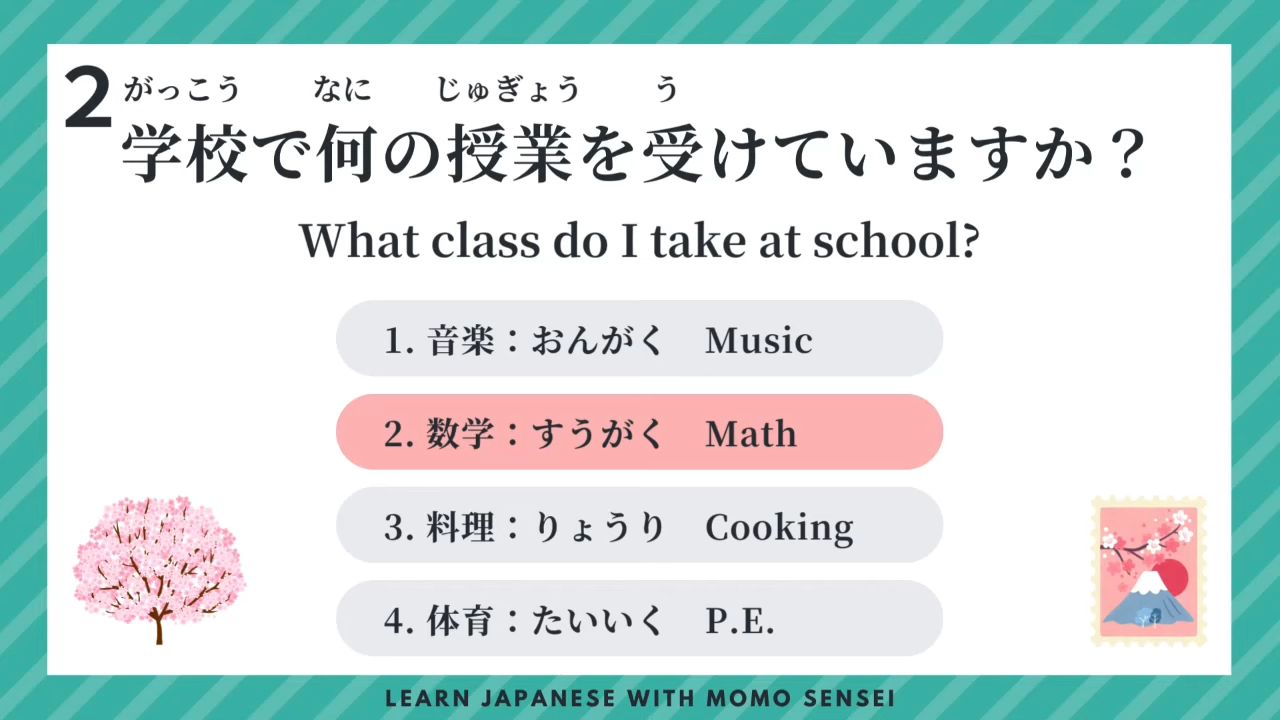 2
がっこう なに じゅぎょう う
学校で何の授業を受けていますか？
What class do I take at school?
1. 音楽：おんがく Music
2. 数学：すうがく Math
3. 料理：りょうり Cooking
4. 体育：たいいく P.E.
LEARN JAPANESE WITH MOMO SENSEI